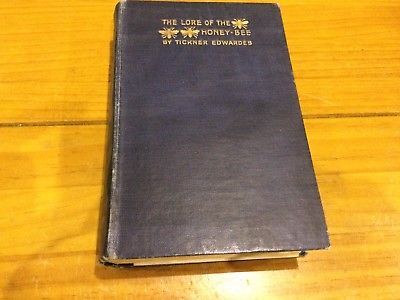 THE LORE OF THE
HONEY-BEE
BY TICKNER EDWARDES